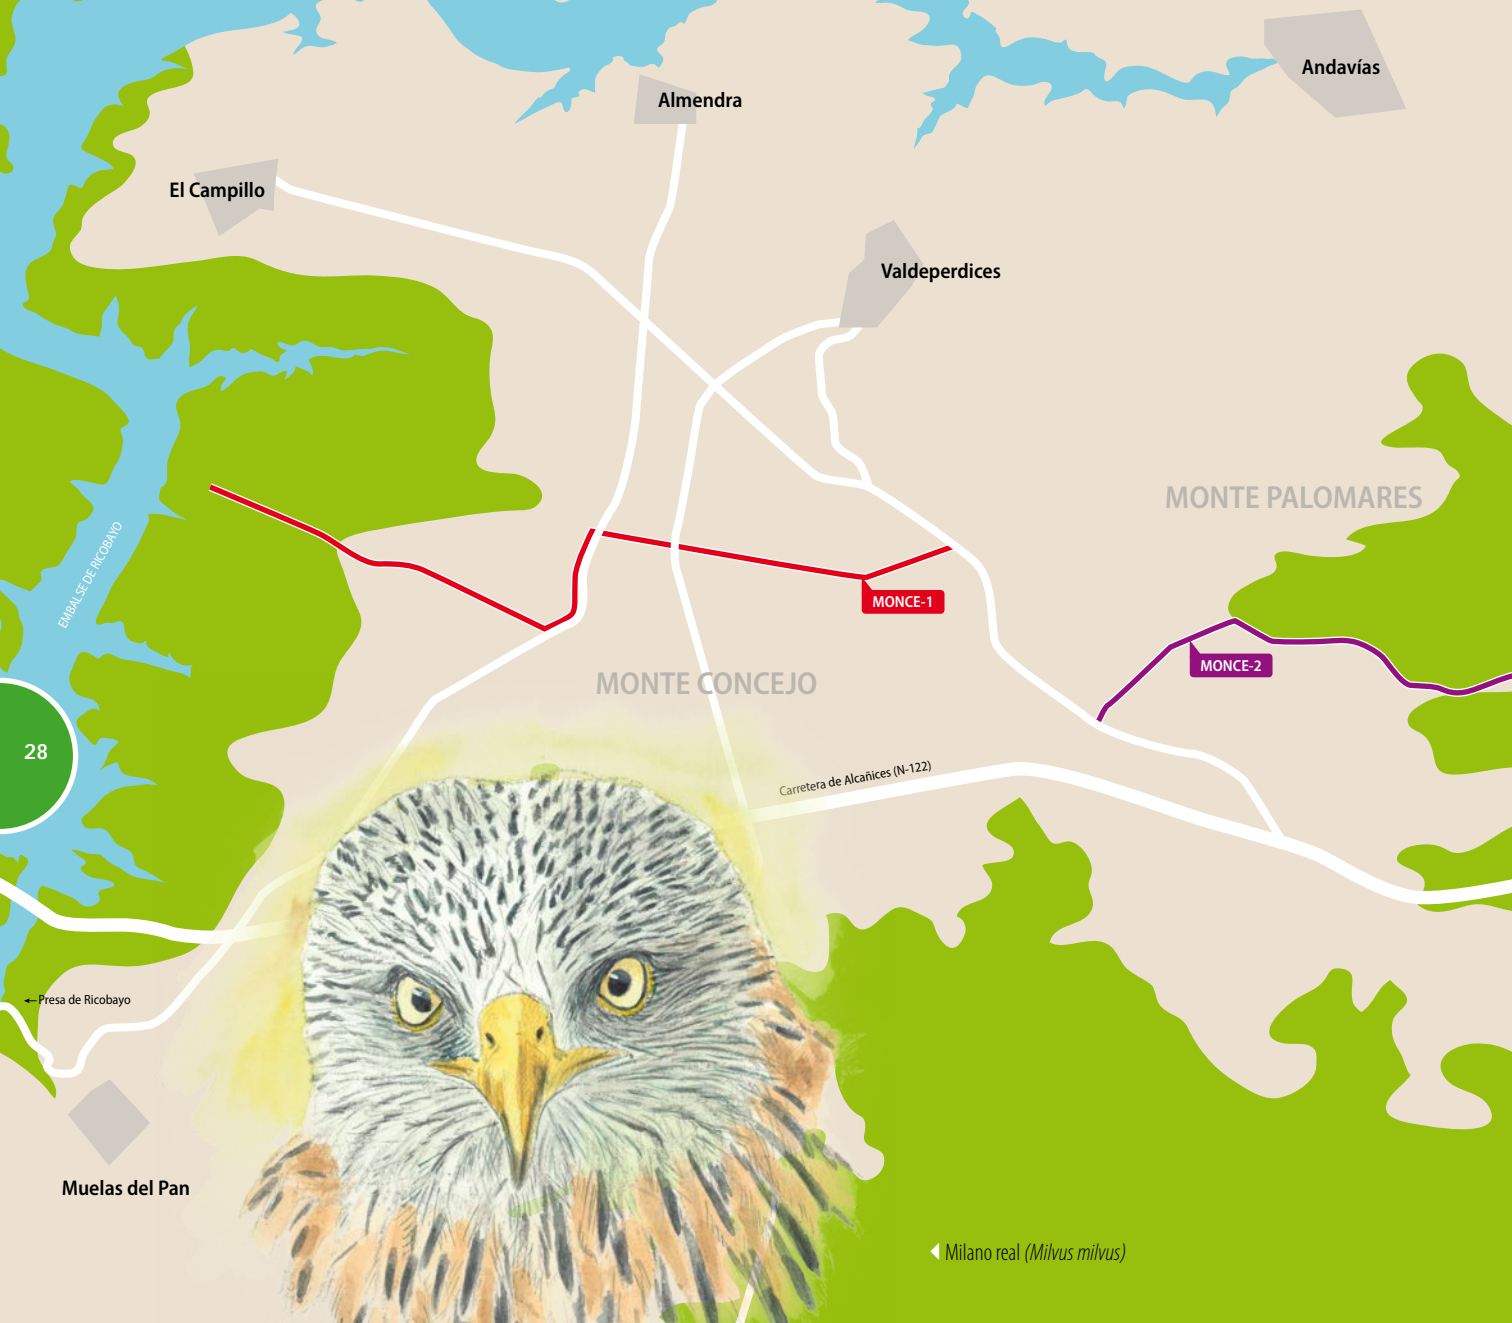 Andavías
Almendra
El Campillo
Valdeperdices
MONTE PALOMARES
EMBALSE DE RICOBAYO
MONCE-1
MONCE-2
MONTE CONCEJO
28
Carretera de Alcañices (N-122)
Presa de Ricobayo
Muelas del Pan
Milano real (Milvus milvus)